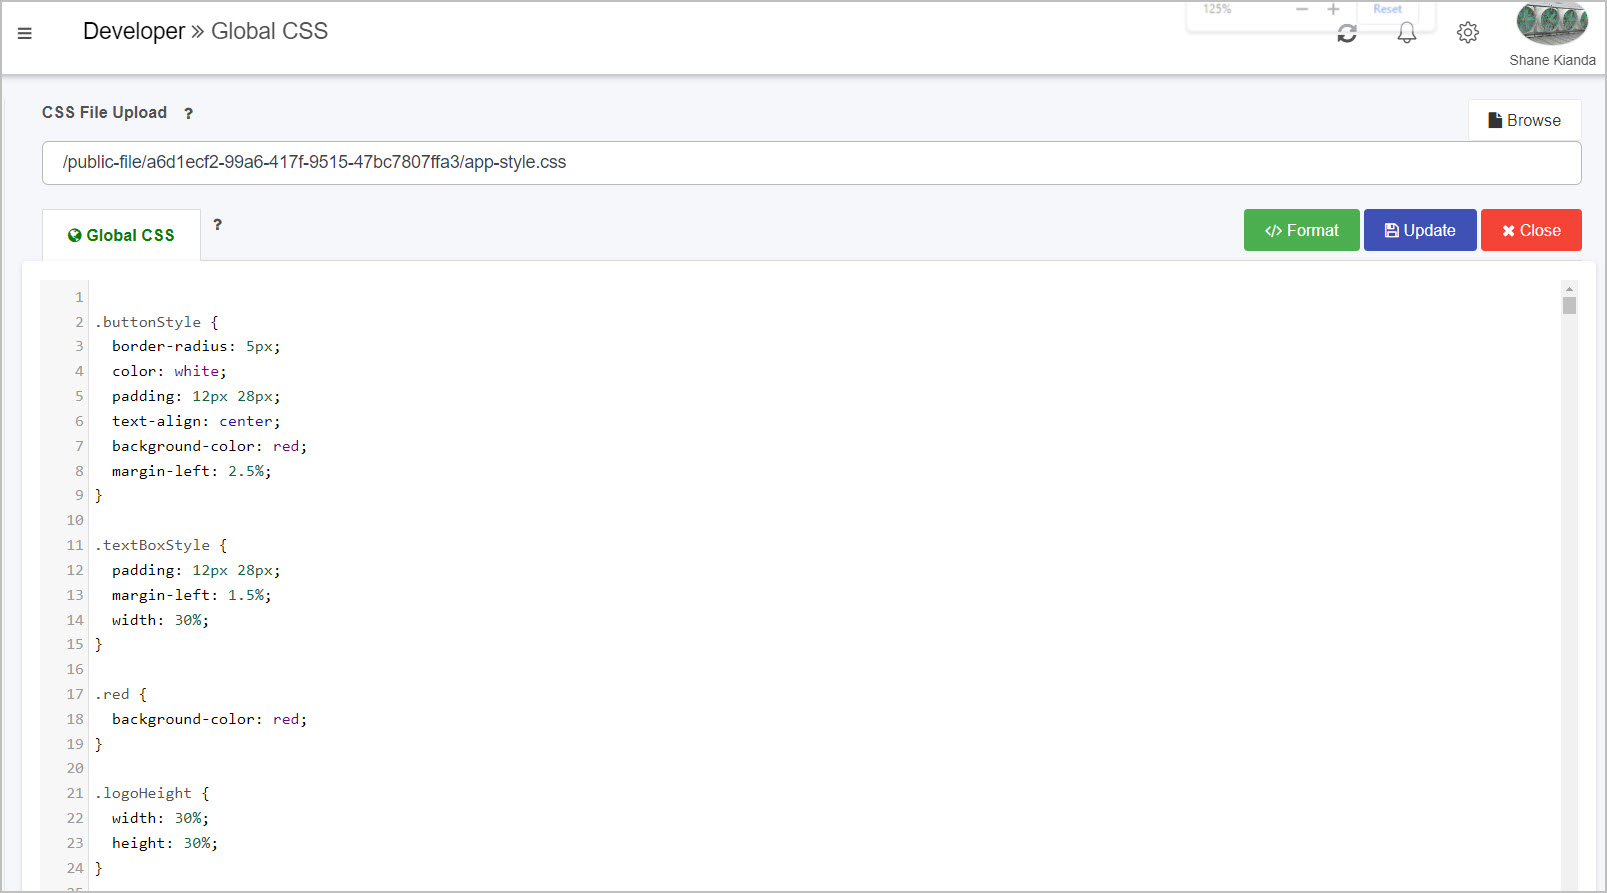 125% − + Reset
Developer » Global CSS
Shane Kianda
CSS File Upload ?
Browse
/public-file/a6d1ecf2-99a6-417f-9515-47bc7807ffa3/app-style.css
Global CSS ?
</> Format
Update
Close
1
2 .buttonStyle {
3 border-radius: 5px;
4 color: white;
5 padding: 12px 28px;
6 text-align: center;
7 background-color: red;
8 margin-left: 2.5%;
9 }
10
11 .textBoxStyle {
12 padding: 12px 28px;
13 margin-left: 1.5%;
14 width: 30%;
15 }
16
17 .red {
18 background-color: red;
19 }
20
21 .logoHeight {
22 width: 30%;
23 height: 30%;
24 }
25